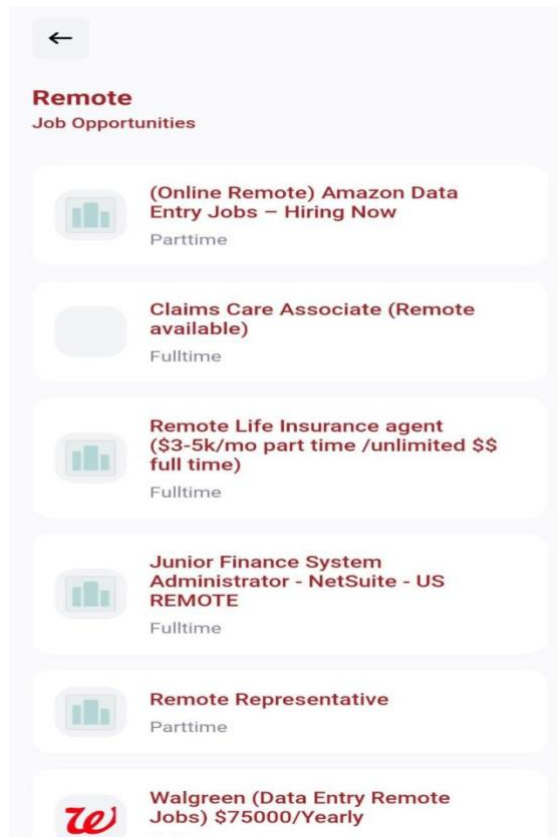 Remote
Job Opportunities
(Online Remote) Amazon Data
Entry Jobs – Hiring Now
Parttime
Claims Care Associate (Remote
available)
Fulltime
Remote Life Insurance agent
($3-5k/mo part time /unlimited $$
full time)
Fulltime
Junior Finance System
Administrator - NetSuite - US
REMOTE
Fulltime
Remote Representative
Parttime
Walgreen (Data Entry Remote
Jobs) $75000/Yearly